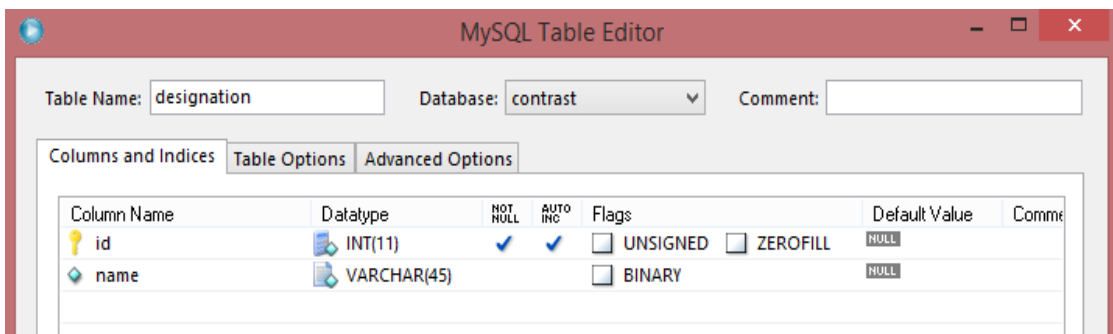 MySQL Table Editor
Table Name: designation Database: contrast Comment:
Columns and Indices Table Options Advanced Options
Column Name Datatype NOT NULL AUTO INC Flags Default Value Comme
id INT(11) UNSIGNED ZEROFILL NULL
name VARCHAR(45) BINARY NULL